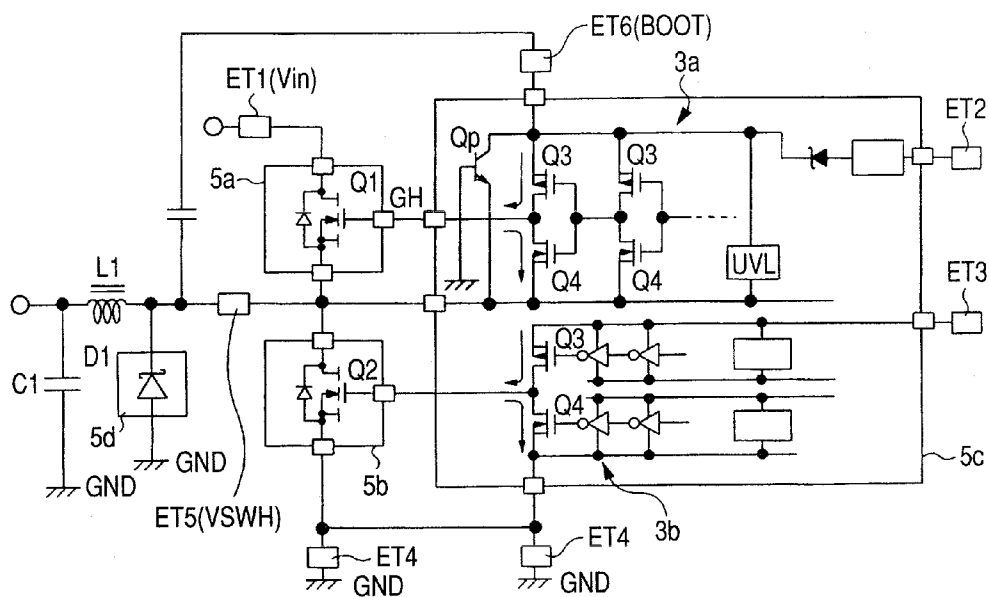 ET6(BOOT)
ET1(Vin)
3a
ET2
Qp
Q3
Q3
5a
Q1
GH
Q4
Q4
UVL
ET3
L1
D1
C1
Q2
Q3
Q4
5d
GND
GND
5b
5c
ET5(VSWH)
3b
ET4
ET4
GND
GND